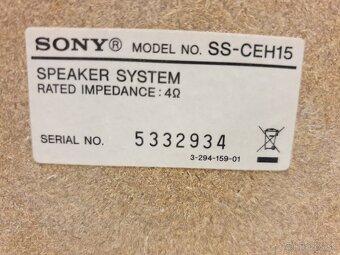 SONY® MODEL NO. SS-CEH15
SPEAKER SYSTEM
RATED IMPEDANCE : 4Ω
SERIAL NO. 5332934
3-294-159-01